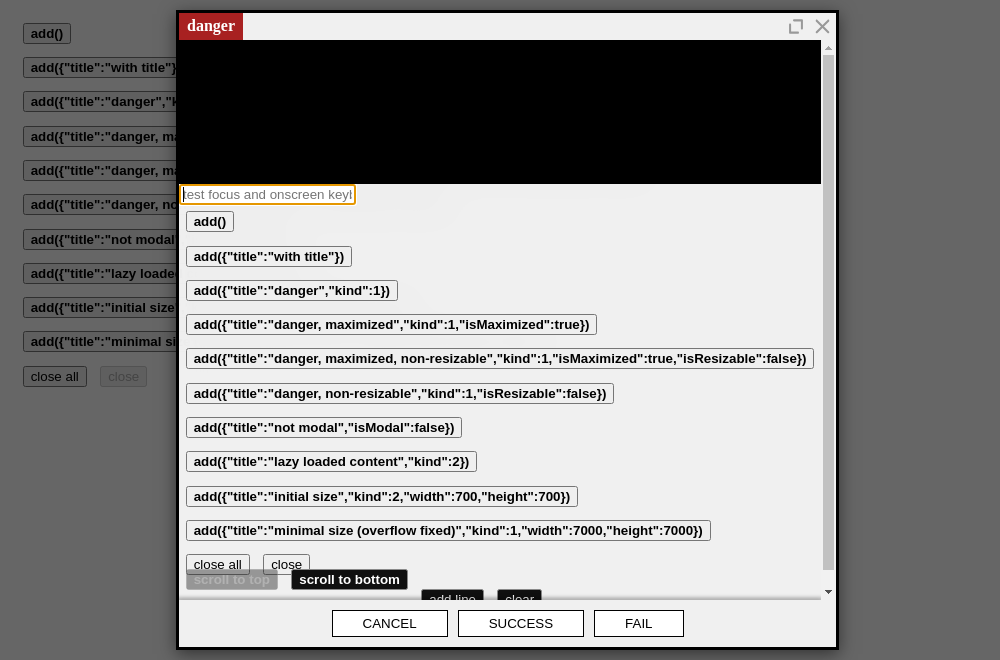 danger
add()
add({"title":"with title"}
add({"title":"danger","k
add({"title":"danger, ma
add({"title":"danger, ma
add({"title":"danger, no
add({"title":"not modal
add({"title":"lazy loade
add({"title":"initial size
add({"title":"minimal si
close all close
test focus and onscreen keyb
add()
add({"title":"with title"})
add({"title":"danger","kind":1})
add({"title":"danger, maximized","kind":1,"isMaximized":true})
add({"title":"danger, maximized, non-resizable","kind":1,"isMaximized":true,"isResizable":false})
add({"title":"danger, non-resizable","kind":1,"isResizable":false})
add({"title":"not modal","isModal":false})
add({"title":"lazy loaded content","kind":2})
add({"title":"initial size","kind":2,"width":700,"height":700})
add({"title":"minimal size (overflow fixed)","kind":1,"width":7000,"height":7000})
close all close
scroll to top scroll to bottom
add line clear
CANCEL SUCCESS FAIL